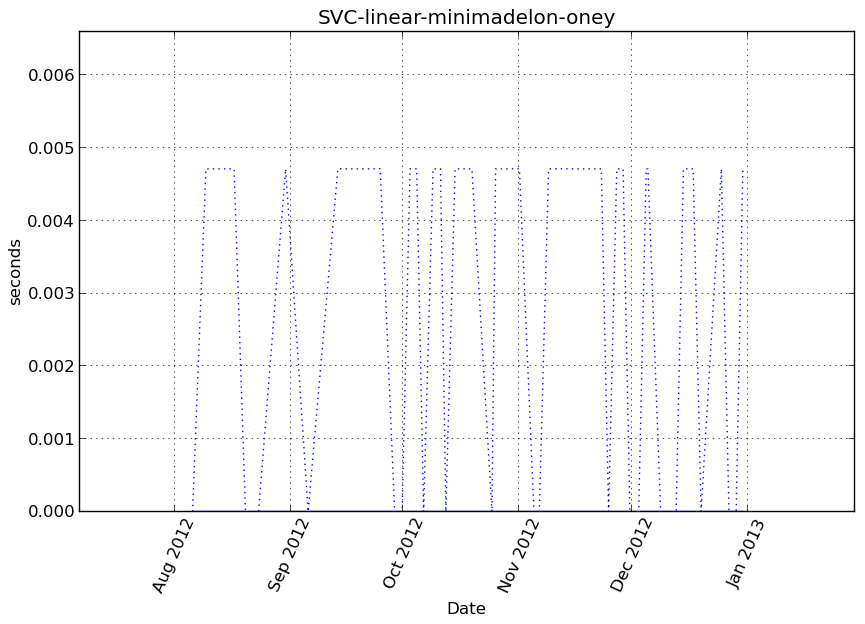 SVC-linear-minimadelon-oney
0.006
0.005
0.004
0.003
0.002
0.001
0.000
seconds
Aug 2012
Sep 2012
Oct 2012
Nov 2012
Dec 2012
Jan 2013
Date